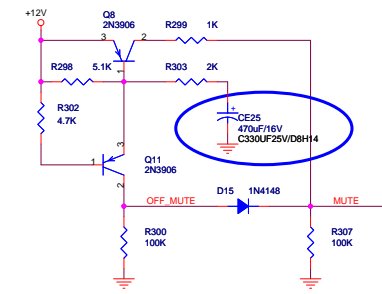 +12V
Q8
2N3906
R299 1K
3 2
1
R298 5.1K
R303 2K
R302
4.7K
+
CE25
470uF/16V
C330UF25V/D8H14
3
1
2
Q11
2N3906
D15 1N4148
OFF_MUTE
MUTE
R300
100K
R307
100K